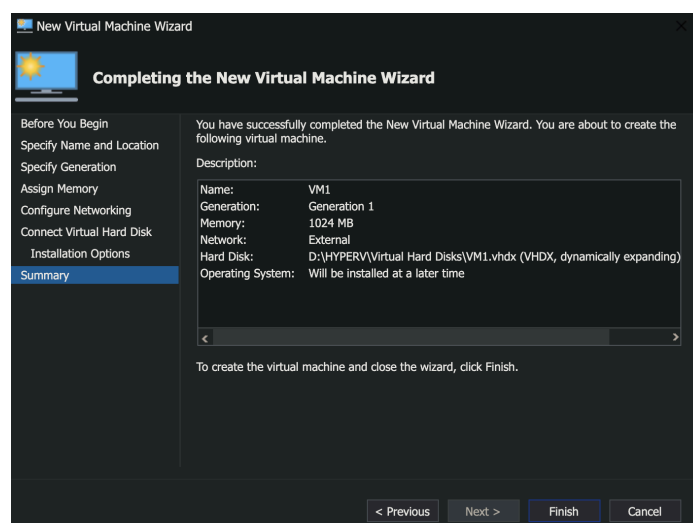 New Virtual Machine Wizard
Completing the New Virtual Machine Wizard
Before You Begin
Specify Name and Location
Specify Generation
Assign Memory
Configure Networking
Connect Virtual Hard Disk
Installation Options
Summary
You have successfully completed the New Virtual Machine Wizard. You are about to create the
following virtual machine.
Description:
Name: VM1
Generation: Generation 1
Memory: 1024 MB
Network: External
Hard Disk: D:\HYPERV\Virtual Hard Disks\VM1.vhdx (VHDX, dynamically expanding)
Operating System: Will be installed at a later time
To create the virtual machine and close the wizard, click Finish.
< Previous Next > Finish Cancel